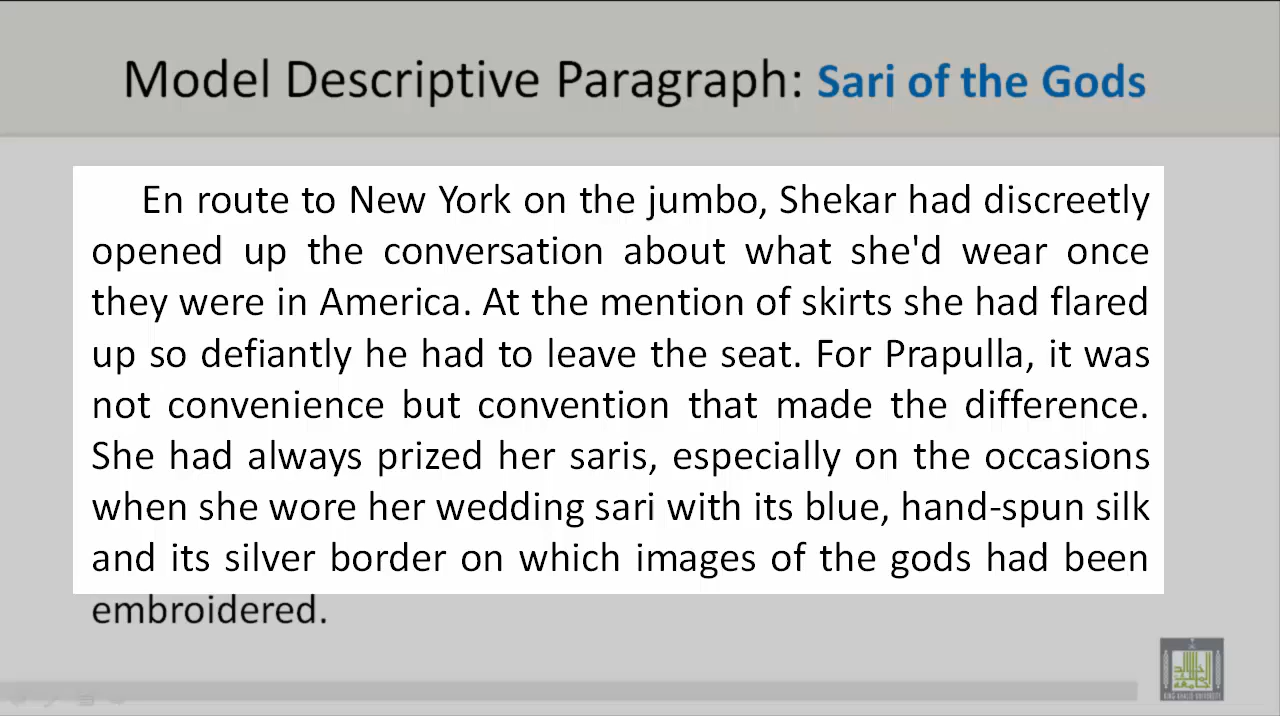 Model Descriptive Paragraph: Sari of the Gods
En route to New York on the jumbo, Shekar had discreetly
opened up the conversation about what she'd wear once
they were in America. At the mention of skirts she had flared
up so defiantly he had to leave the seat. For Prapulla, it was
not convenience but convention that made the difference.
She had always prized her saris, especially on the occasions
when she wore her wedding sari with its blue, hand-spun silk
and its silver border on which images of the gods had been
embroidered.
KING KHALID UNIVERSITY